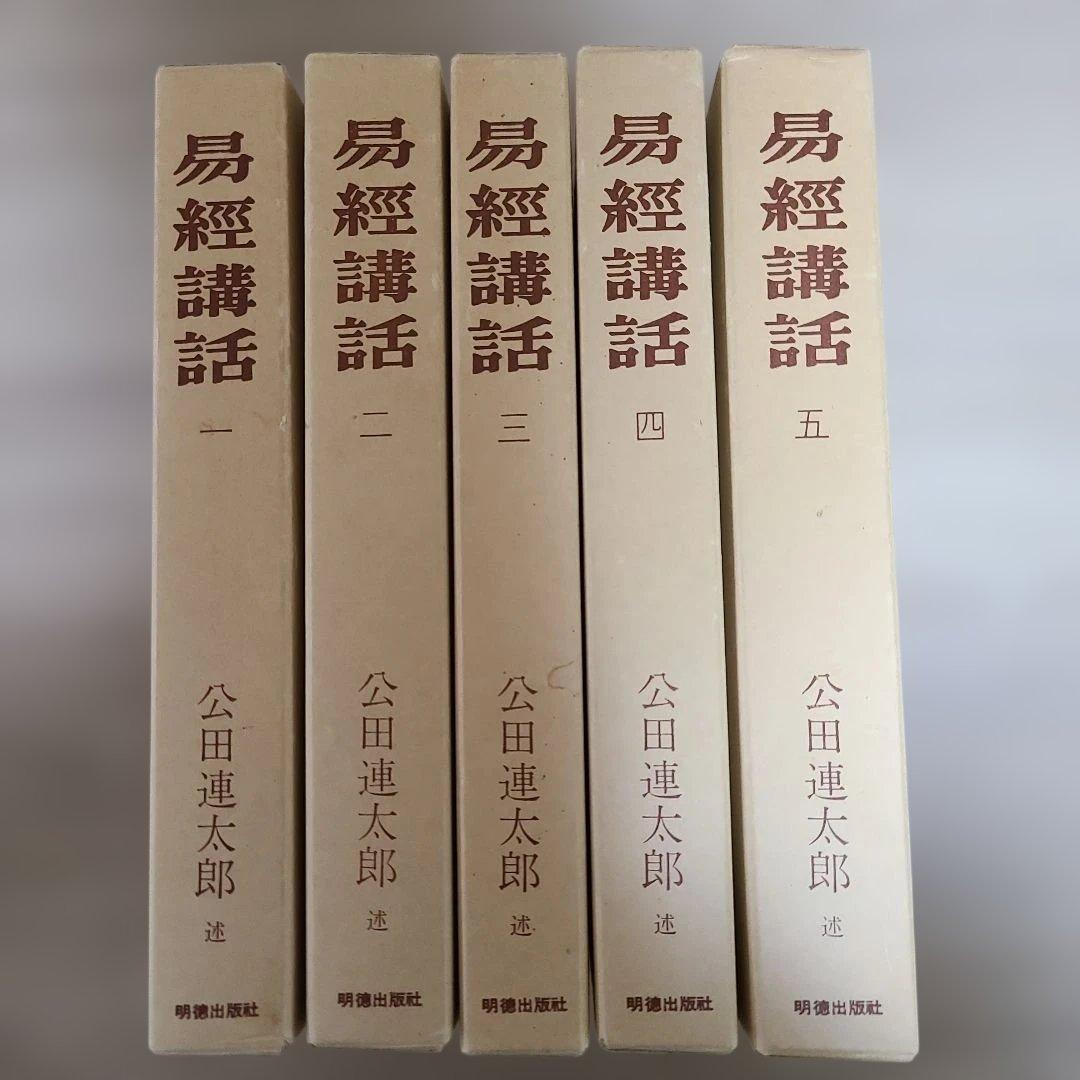 易經講話
一
公田連太郎 述
明德出版社
易經講話
二
公田連太郎 述
明德出版社
易經講話
三
公田連太郎 述
明德出版社
易經講話
四
公田連太郎 述
明德出版社
易經講話
五
公田連太郎 述
明德出版社